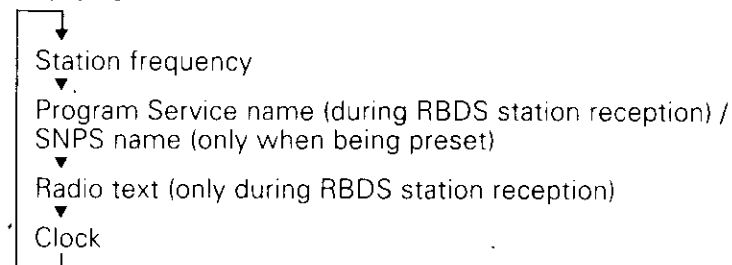 Station frequency
Program Service name (during RBDS station reception) /
SNPS name (only when being preset)
Radio text (only during RBDS station reception)
Clock